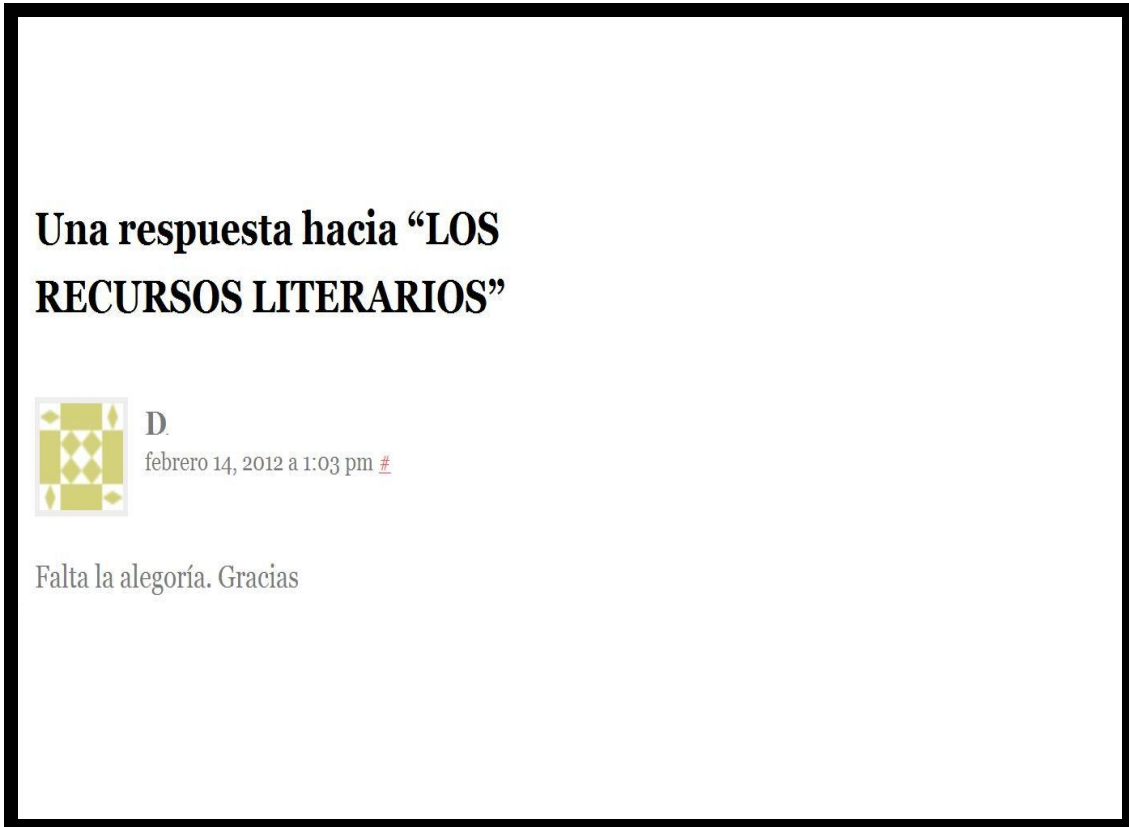 Una respuesta hacia “LOS
RECURSOS LITERARIOS”
D.
febrero 14, 2012 a 1:03 pm #
Falta la alegoría. Gracias